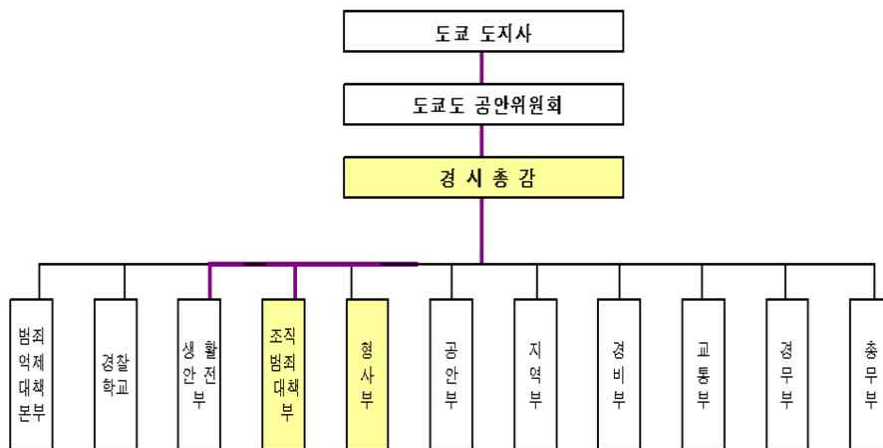 도쿄 도지사
도쿄도 공안위원회
경 시 총 감
범죄
억제
대책
본부
경찰
학교
생 활
안 전
부
조직
범죄
대책
부
형
사
부
공
안
부
지
역
부
경
비
부
교
통
부
경
무
부
총
무
부